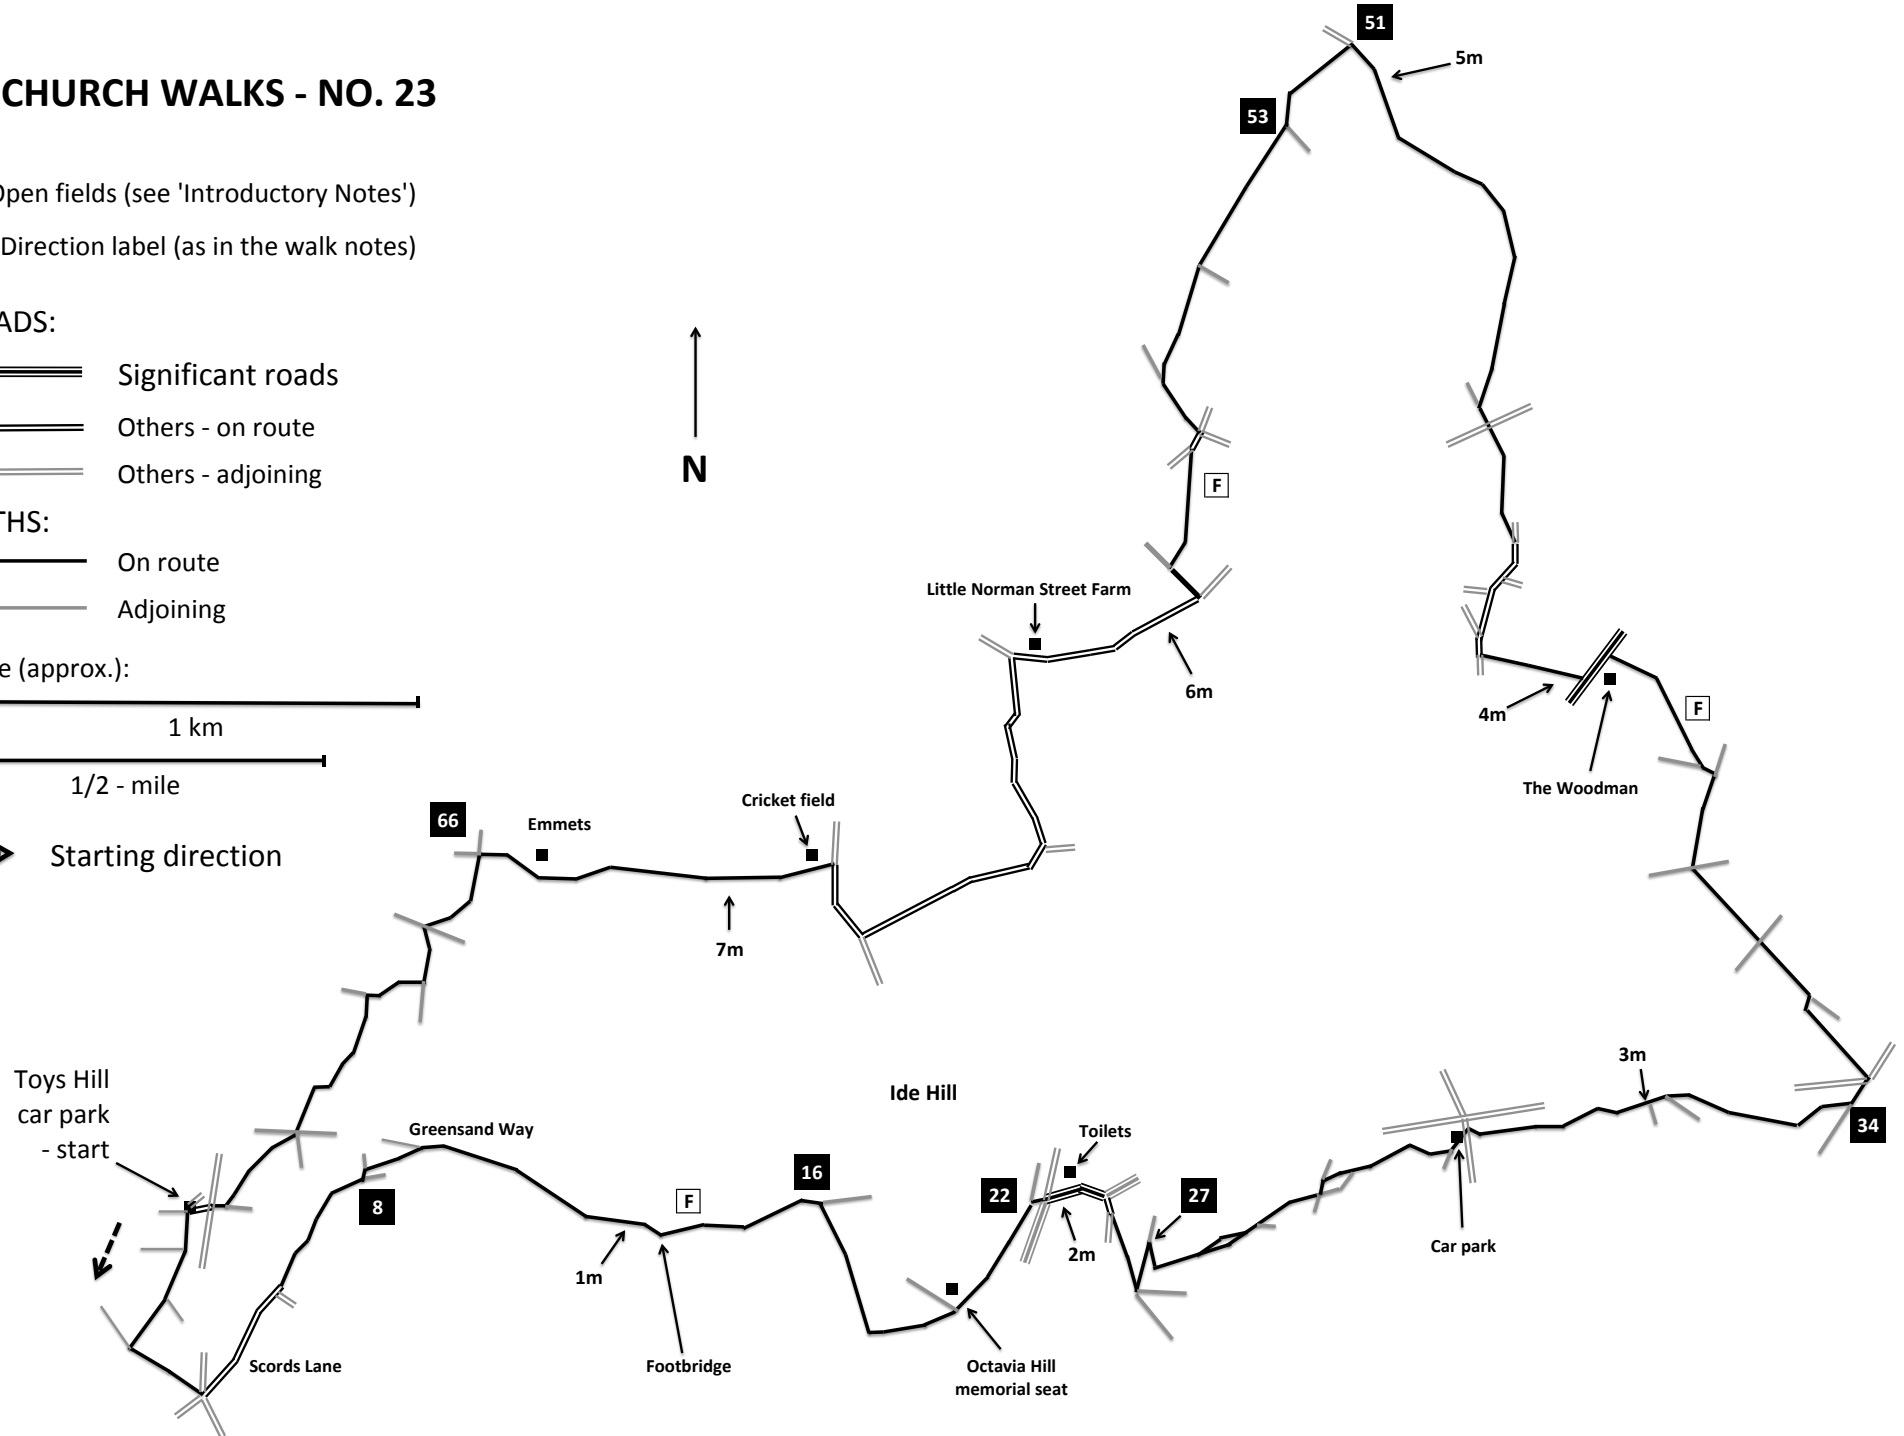 CHURCH WALKS - NO. 23
Open fields (see 'Introductory Notes')
Direction label (as in the walk notes)
ADS:
Significant roads
Others - on route
Others - adjoining
THS:
On route
Adjoining
e (approx.):
1 km
1/2 - mile
Starting direction
N
51
5m
53
F
Little Norman Street Farm
6m
4m
F
The Woodman
Cricket field
66
Emmets
7m
Toys Hill
car park
- start
Greensand Way
Ide Hill
3m
34
Toilets
16
22
27
8
F
2m
Car park
1m
Scords Lane
Footbridge
Octavia Hill
memorial seat